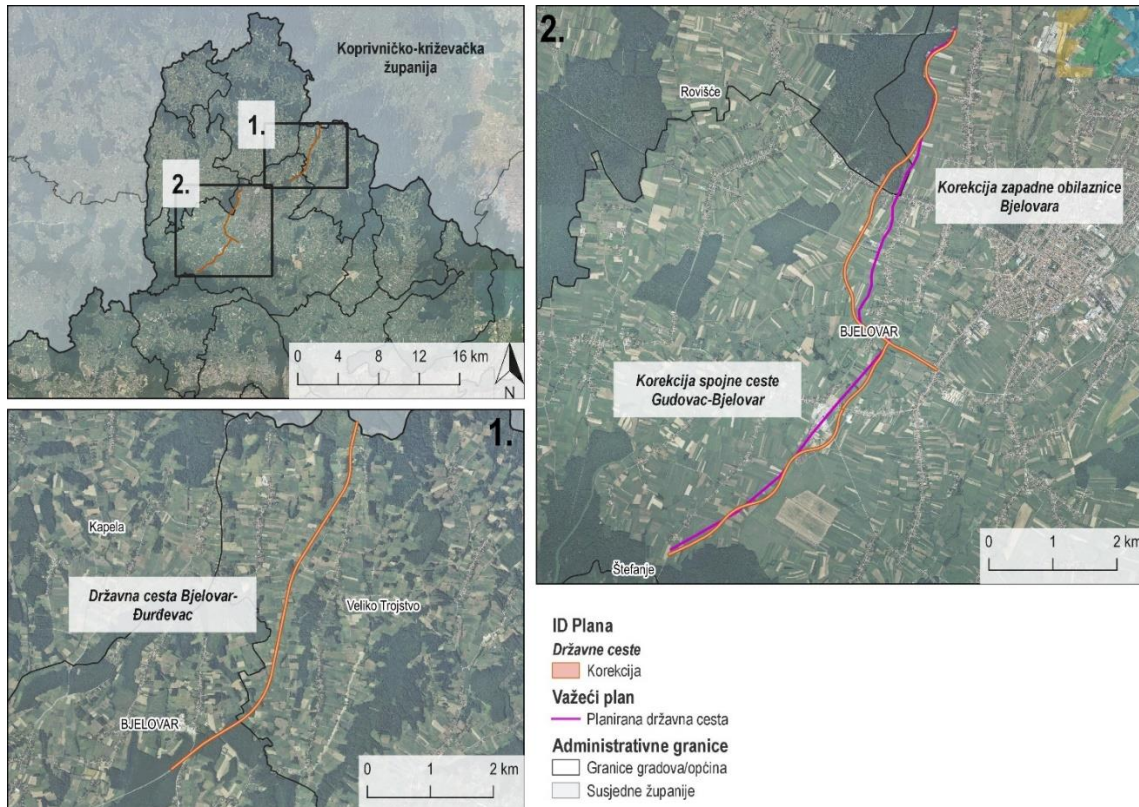 Koprivničko-križevačka
županija
1.
2.
0 4 8 12 16 km
N
2.
Rovišće
Korekcija zapadne obilaznice
Bjelovara
BJELOVAR
Korekcija spojne ceste
Gudovac-Bjelovar
Štefanje
0 1 2 km
1.
Kapela
Državna cesta Bjelovar-
Đurđevac
Veliko Trojstvo
BJELOVAR
0 1 2 km
ID Plana
Državne ceste
Korekcija
Važeći plan
Planirana državna cesta
Administrativne granice
Granice gradova/općina
Susjedne županije